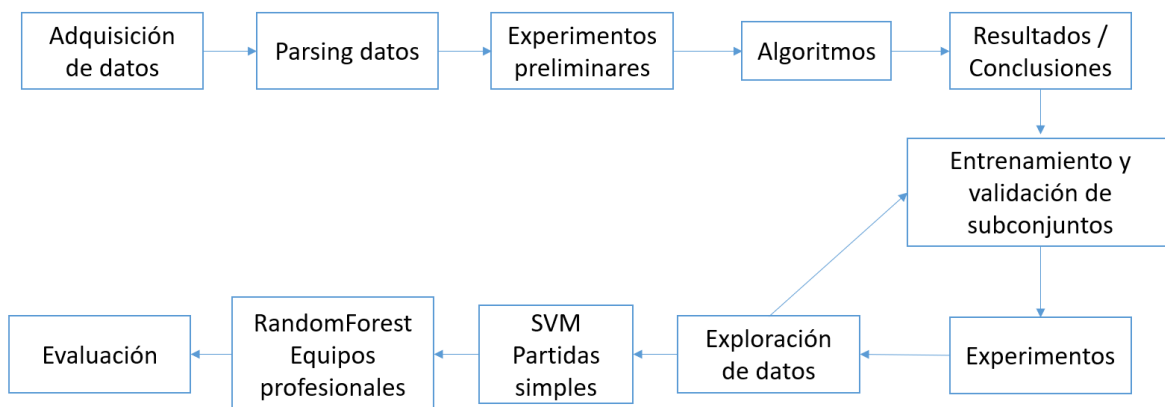 Adquisición
de datos
Parsing datos
Experimentos
preliminares
Algoritmos
Resultados /
Conclusiones
Entrenamiento y
validación de
subconjuntos
Experimentos
Exploración
de datos
SVM
Partidas
simples
RandomForest
Equipos
profesionales
Evaluación